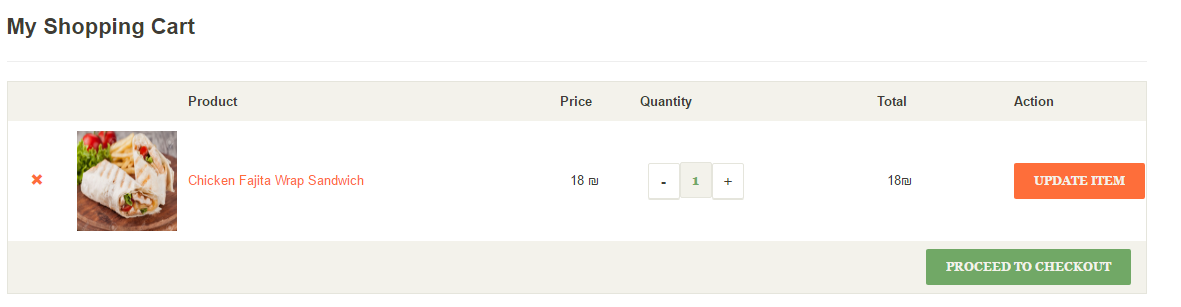 My Shopping Cart
Product Price Quantity Total Action
✖ Chicken Fajita Wrap Sandwich 18 ₪ - 1 + 18₪ UPDATE ITEM
PROCEED TO CHECKOUT